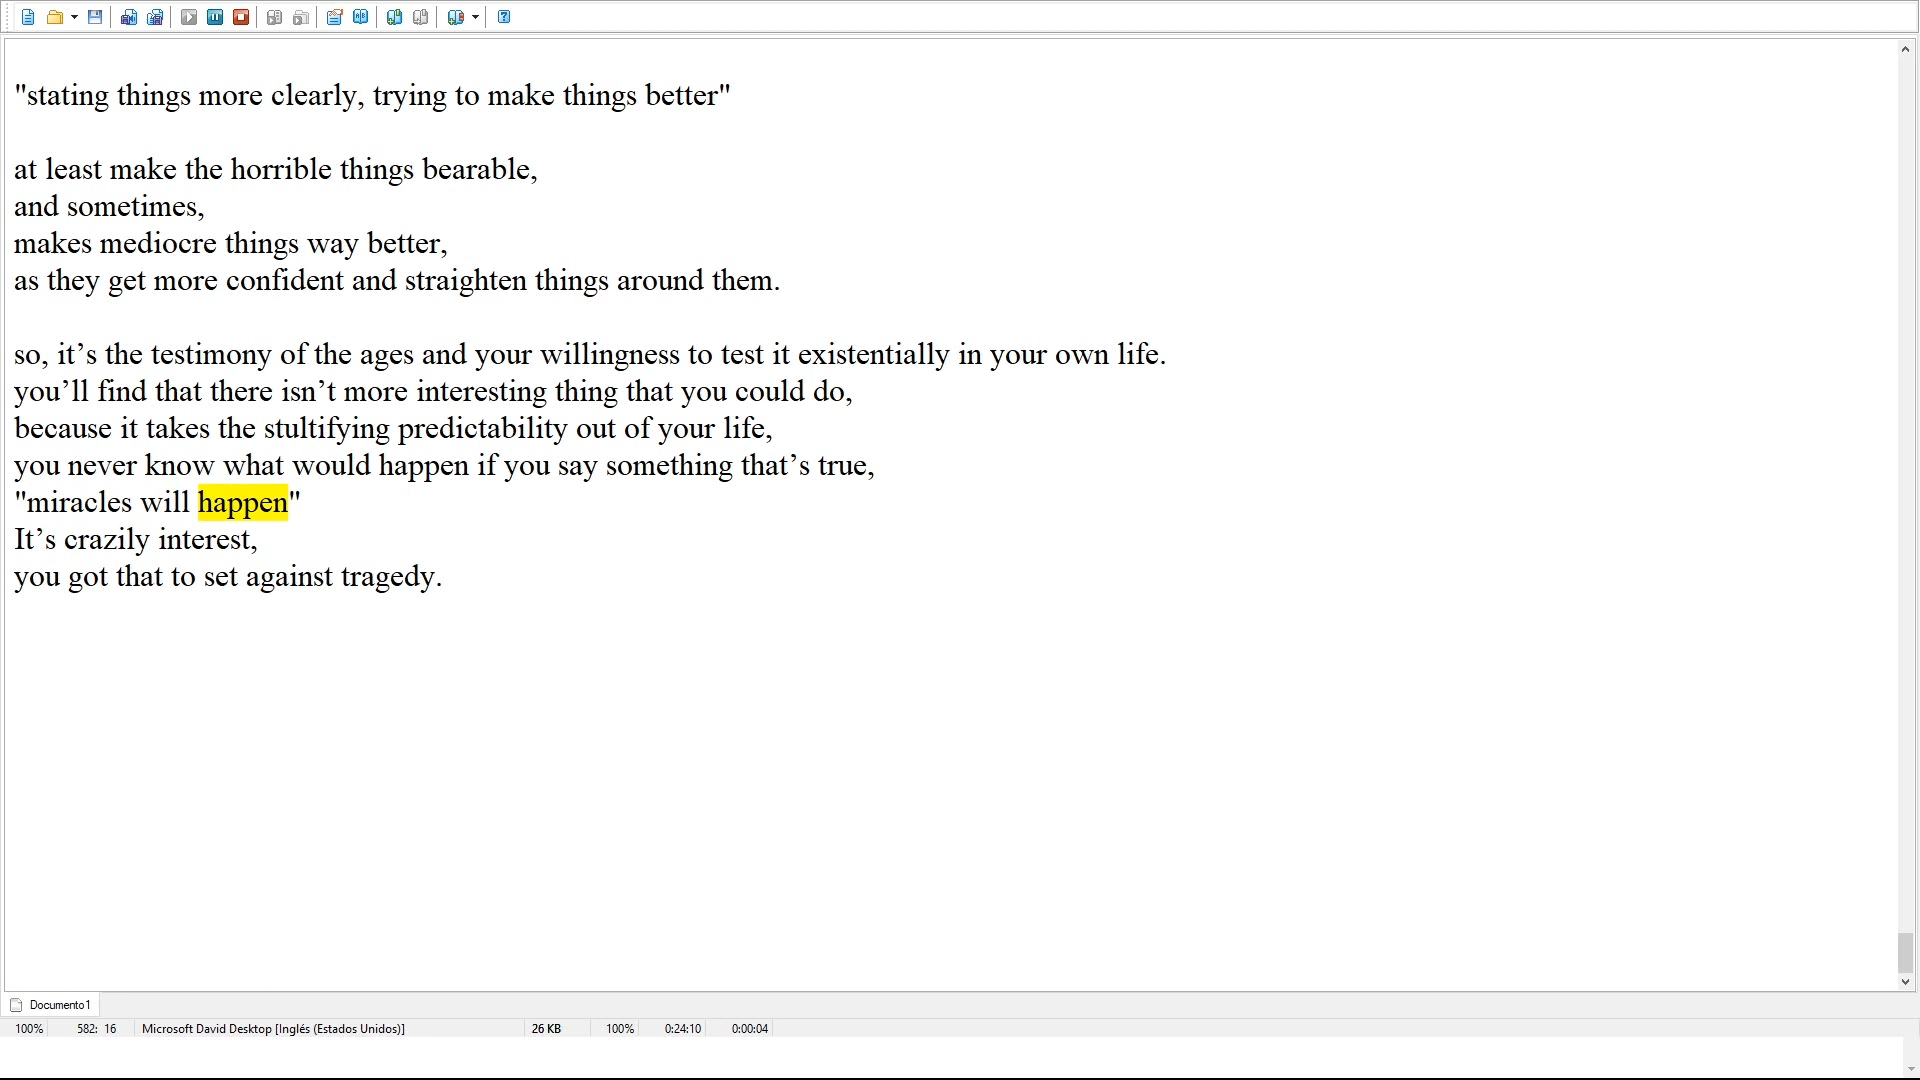 "stating things more clearly, trying to make things better"
at least make the horrible things bearable,
and sometimes,
makes mediocre things way better,
as they get more confident and straighten things around them.
so, it’s the testimony of the ages and your willingness to test it existentially in your own life.
you’ll find that there isn’t more interesting thing that you could do,
because it takes the stultifying predictability out of your life,
you never know what would happen if you say something that’s true,
"miracles will happen"
It’s crazily interest,
you got that to set against tragedy.
Documento1
100% 582: 16 Microsoft David Desktop [Inglés (Estados Unidos)] 26 KB 100% 0:24:10 0:00:04